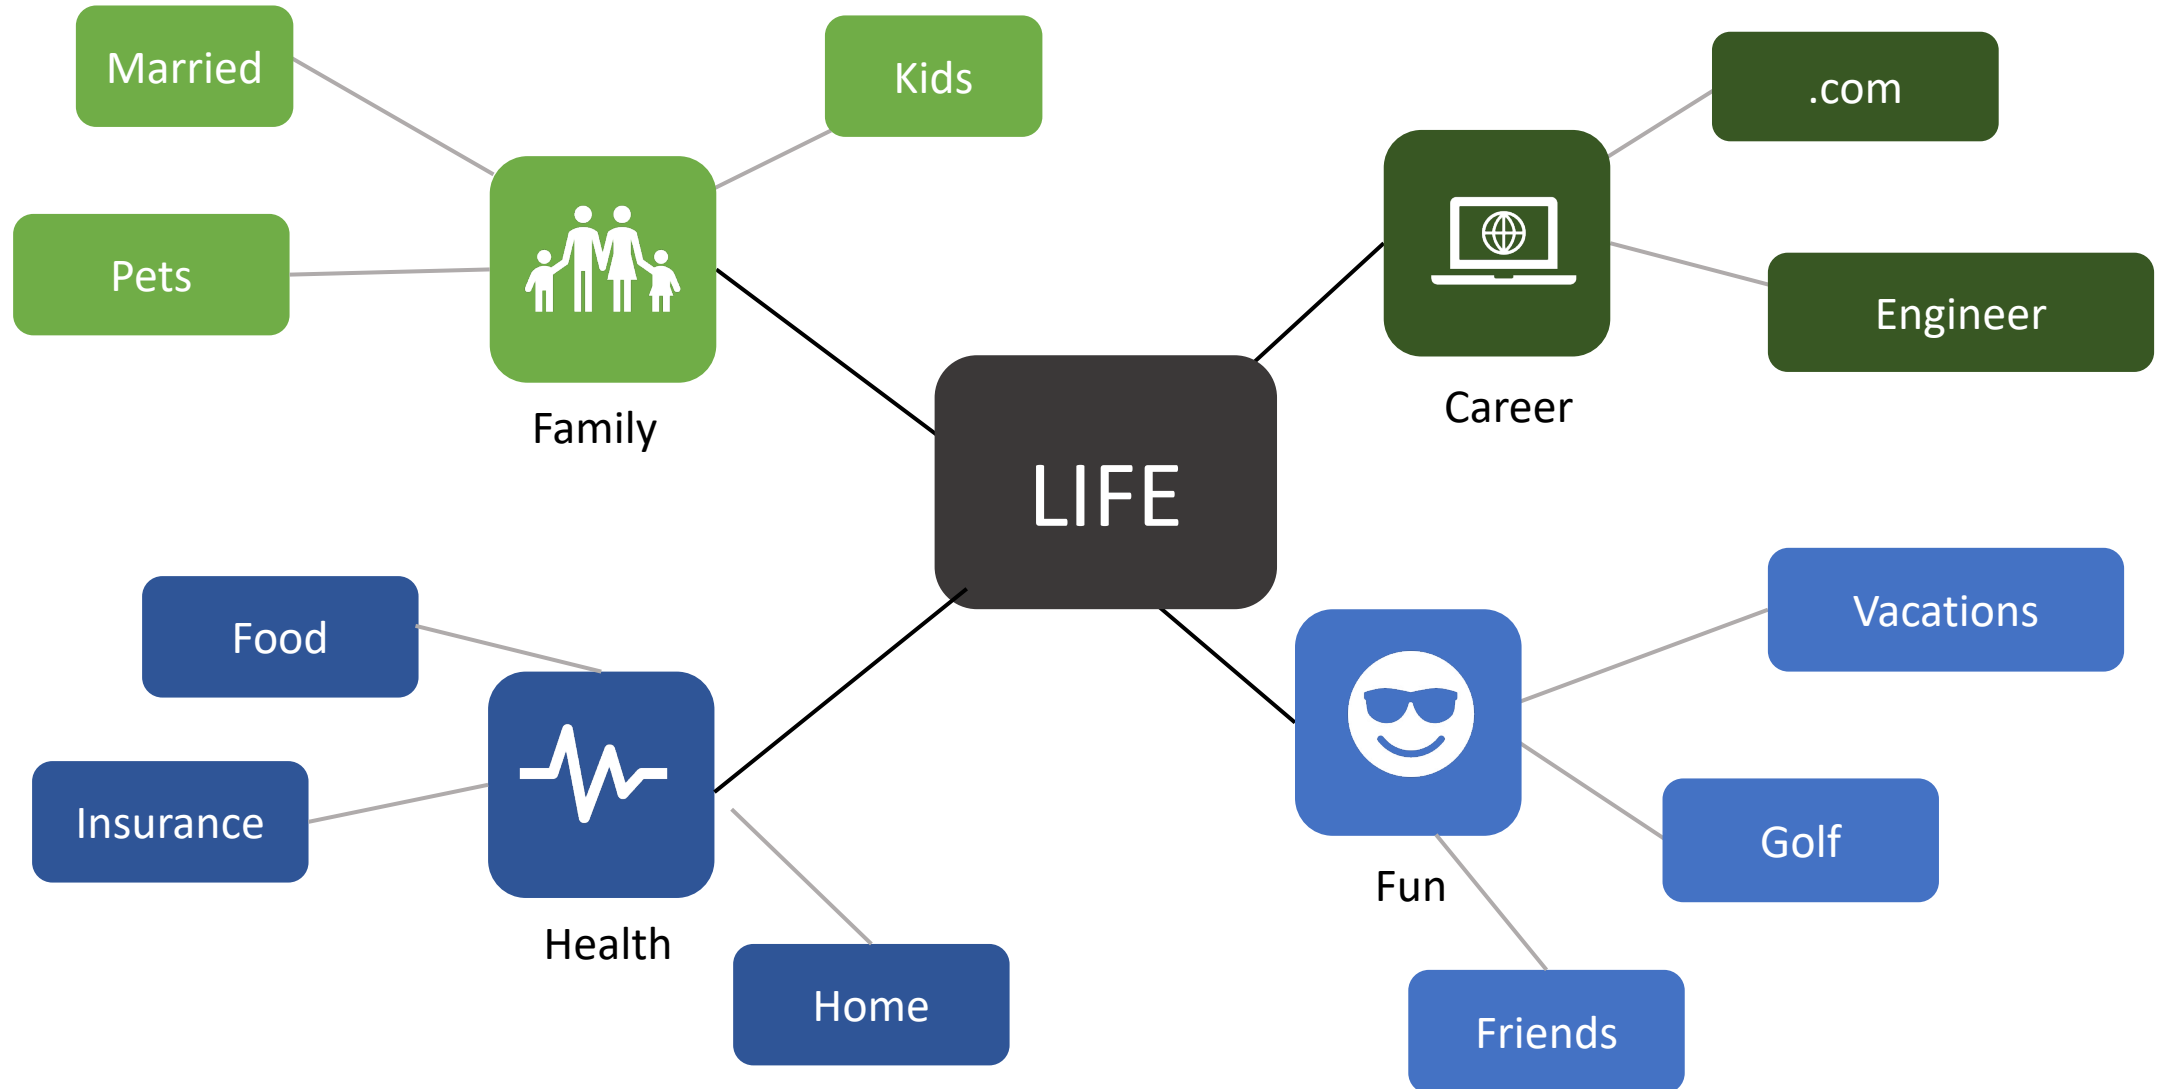 Married
Kids
Pets
Family
.com
Engineer
Career
LIFE
Food
Insurance
Health
Home
Vacations
Golf
Fun
Friends